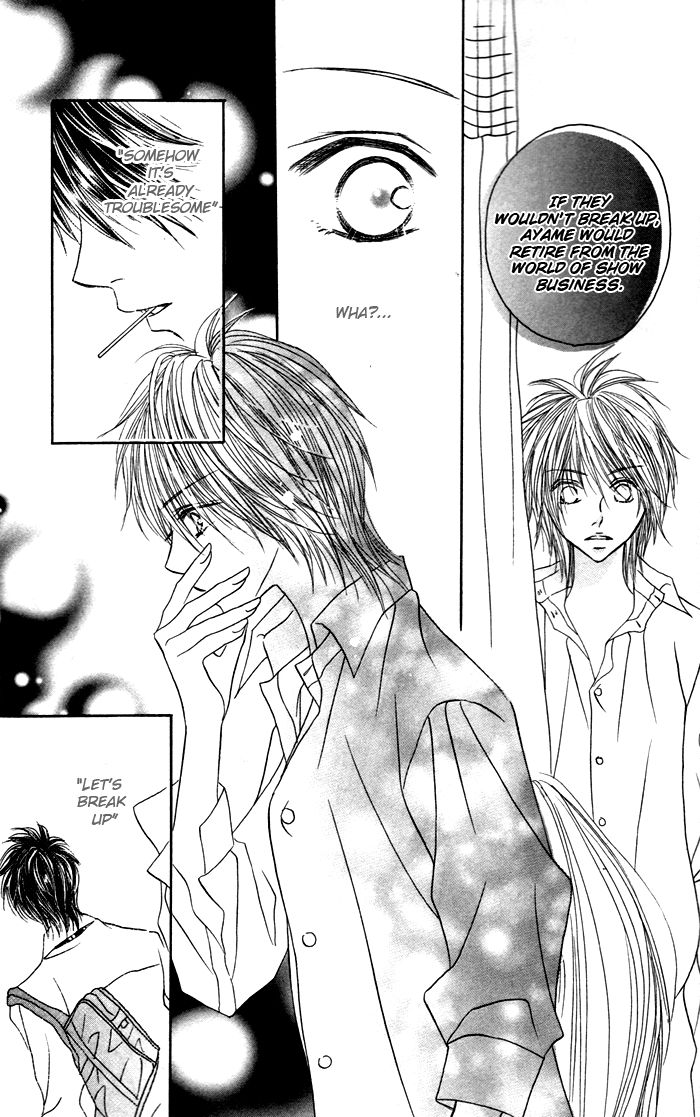 IF THEY
WOULDN'T BREAK UP,
AYAME WOULD
RETIRE FROM THE
WORLD OF SHOW
BUSINESS.
WHA?...
"SOMEHOW
IT'S
ALREADY
TROUBLESOME"
"LET'S
BREAK
UP"